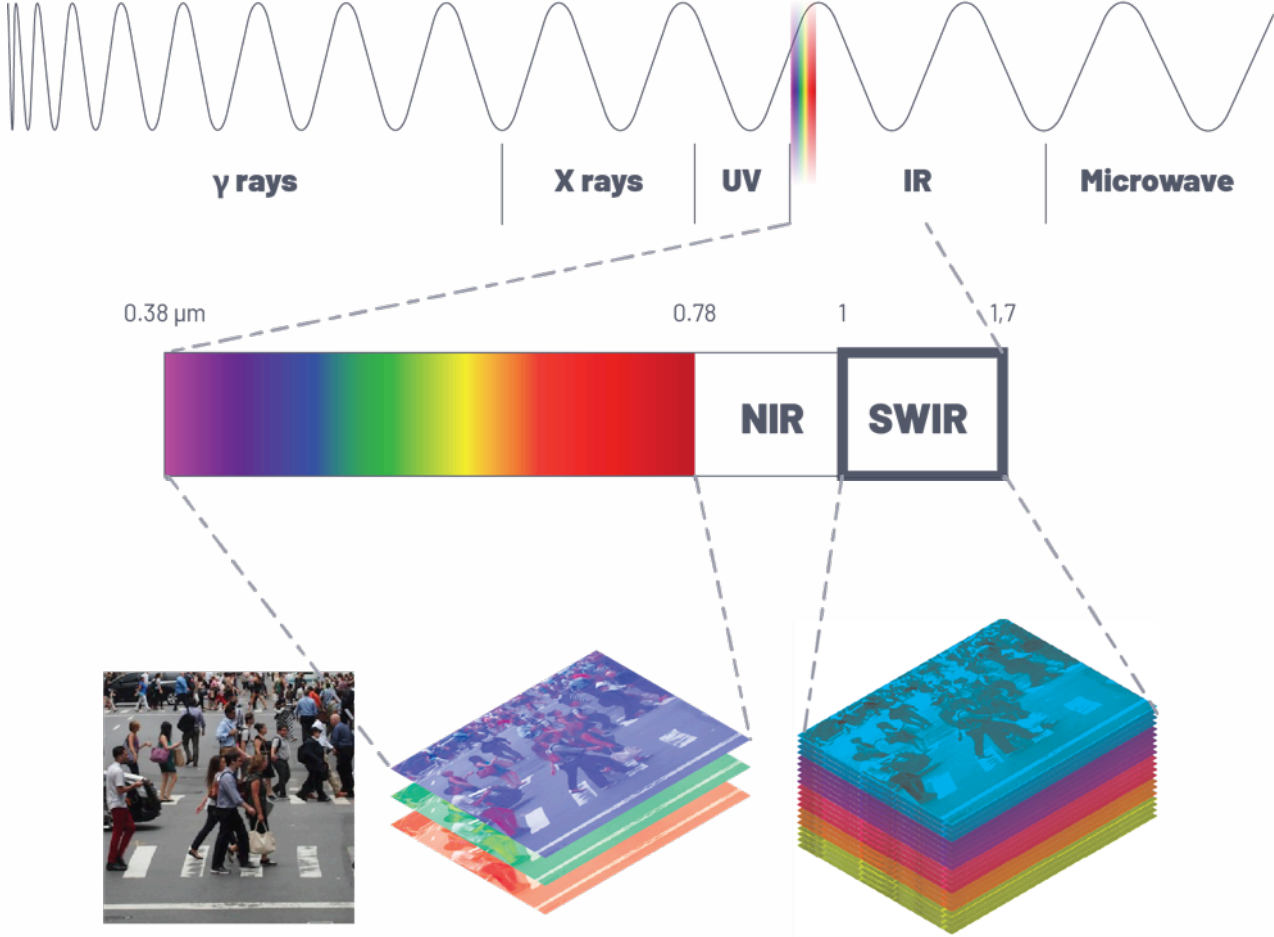 γ rays
X rays
UV
IR
Microwave
0.38 µm
0.78
1
1,7
NIR
SWIR